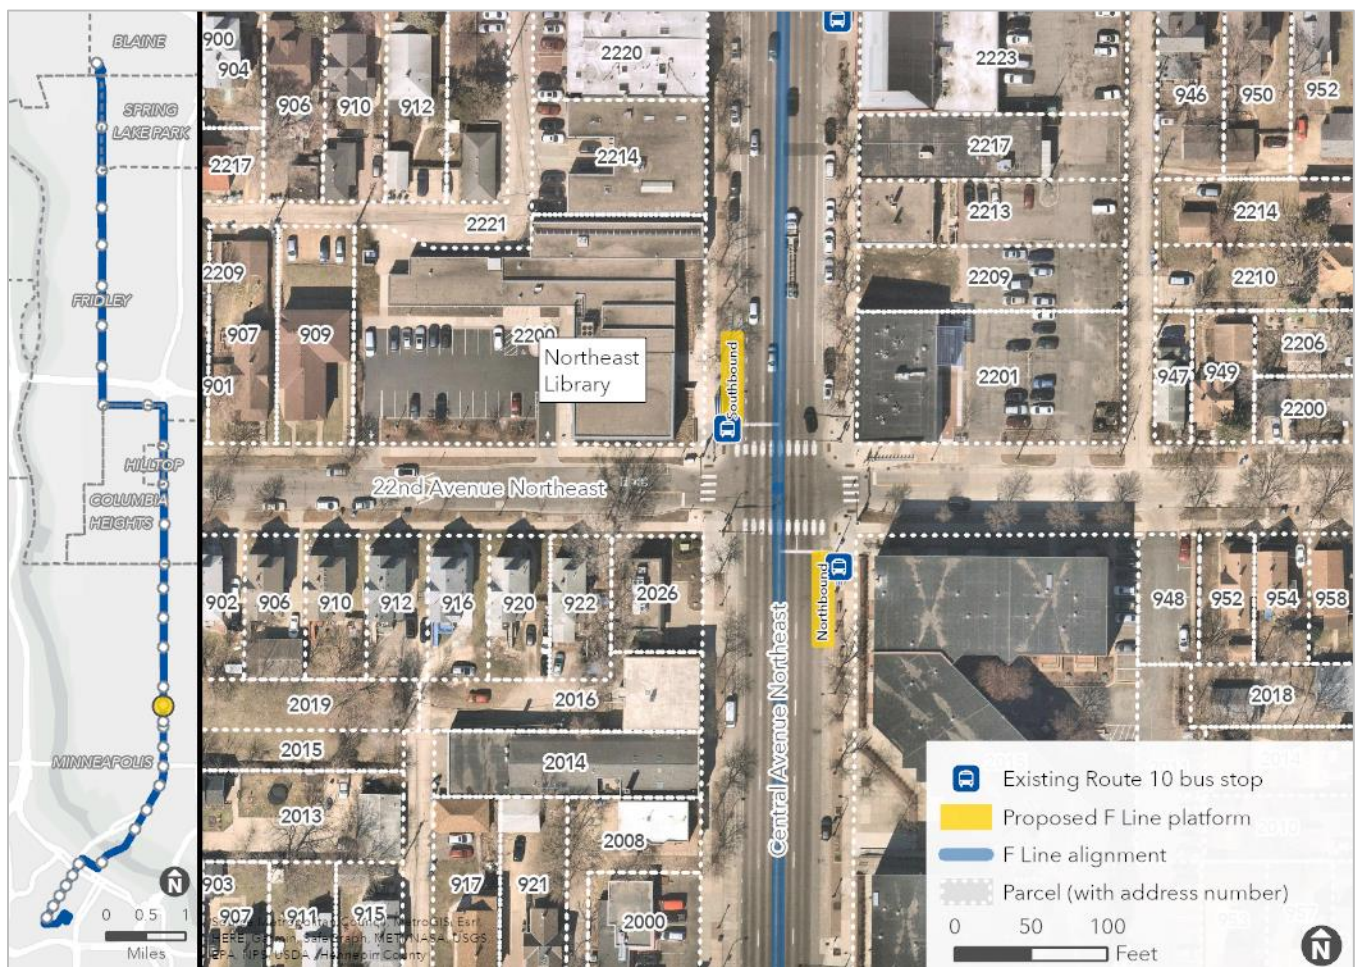 BLAINE
SPRING
LAKE PARK
FRIDLEY
HILLTOP
COLUMBIA
HEIGHTS
MINNEAPOLIS
N
0 0.5 1
Miles
900
904
906
910
912
2220
2223
946
950
952
2217
2214
2217
2221
2213
2214
2209
2209
2210
907
909
2200
Northeast
Library
Southbound
2201
947
949
2206
901
2200
22nd Avenue Northeast
902
906
910
912
916
920
922
2026
Northbound
Central Avenue Northeast
948
952
954
958
2019
2016
2018
2015
2014
2013
2008
903
907
911
915
917
921
2000
Existing Route 10 bus stop
Proposed F Line platform
F Line alignment
Parcel (with address number)
0 50 100
Feet
N